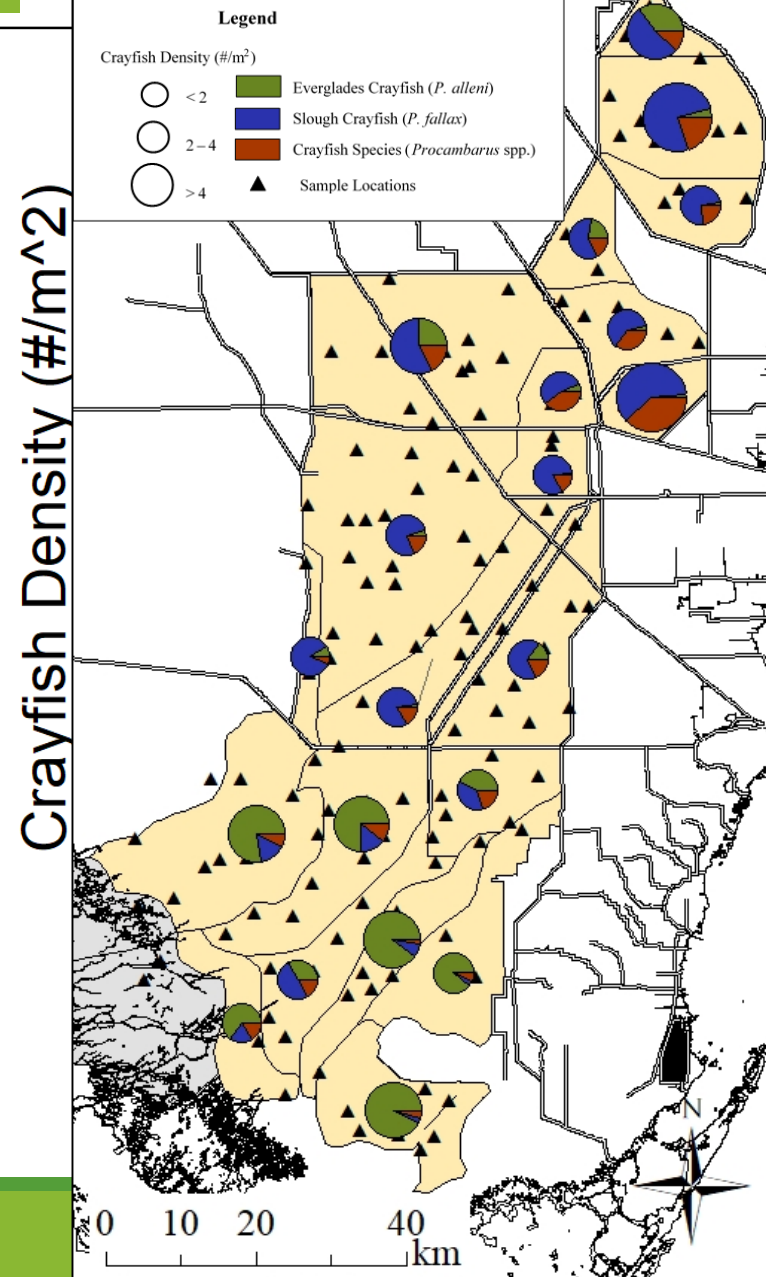 Crayfish Density (#/m^2)
Legend
Crayfish Density (#/m²)
< 2
2 – 4
> 4
Everglades Crayfish (P. alleni)
Slough Crayfish (P. fallax)
Crayfish Species (Procambarus spp.)
Sample Locations
N
0 10 20 40
km